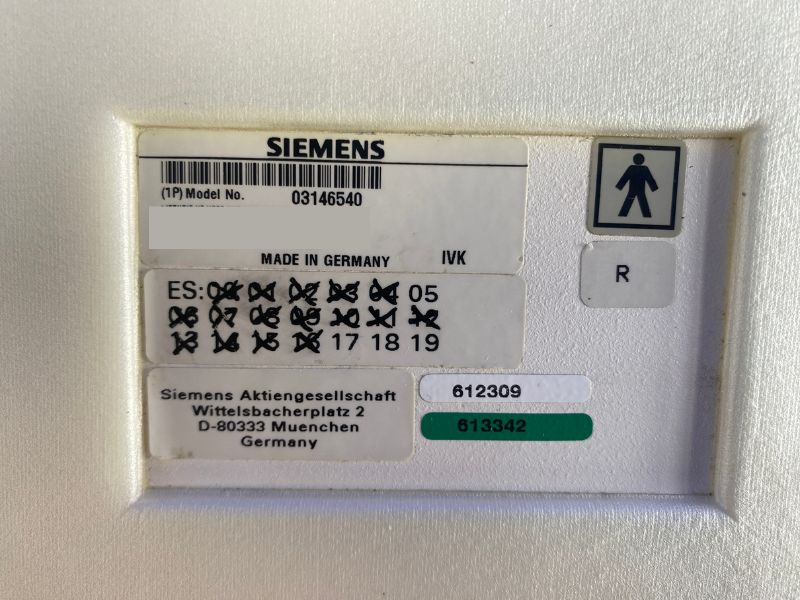 SIEMENS
(1P) Model No. 03146540
MADE IN GERMANY IVK
R
ES: 00 01 02 03 04 05
06 07 08 09 10 11 12
13 14 15 16 17 18 19
Siemens Aktiengesellschaft
Wittelsbacherplatz 2
D-80333 Muenchen
Germany
612309
613342